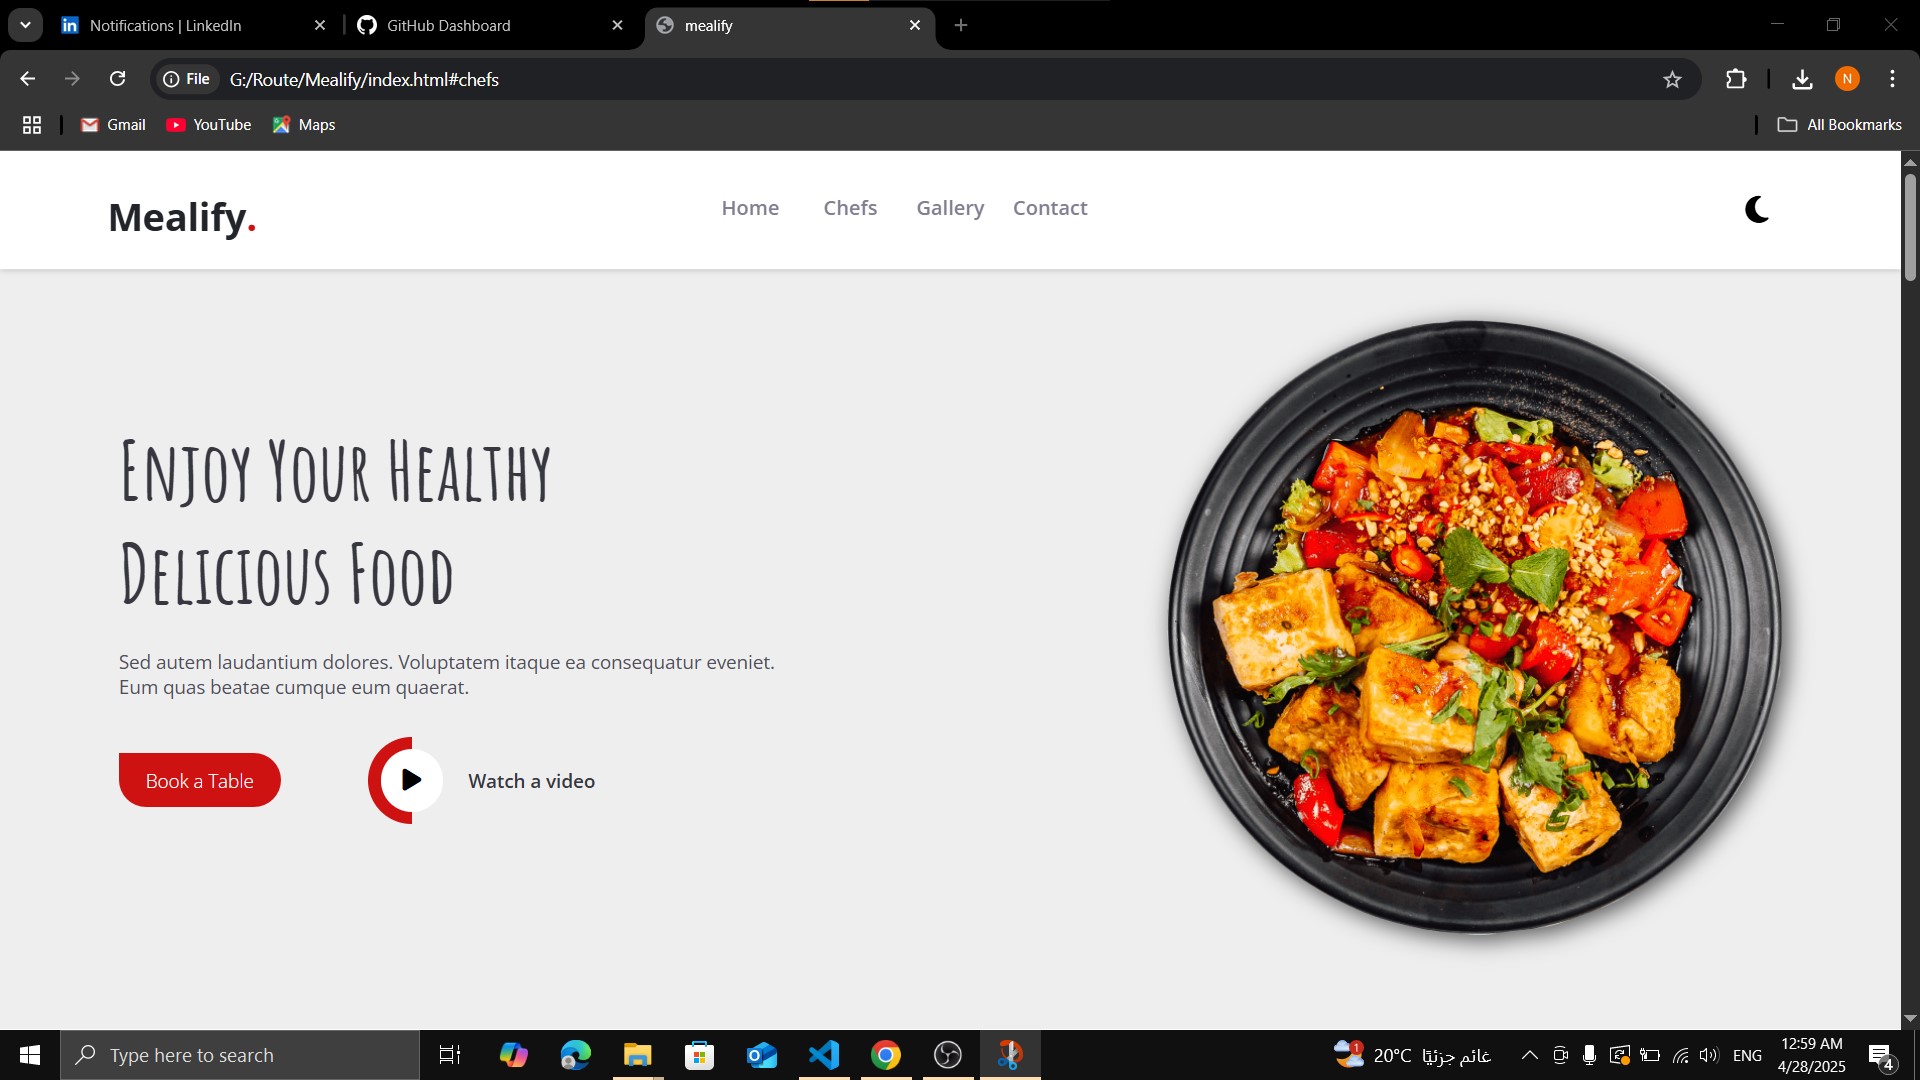 Notifications | LinkedIn
GitHub Dashboard
mealify
File
G:/Route/Mealify/index.html#chefs
N
Gmail
YouTube
Maps
All Bookmarks
Mealify.
Home
Chefs
Gallery
Contact
Enjoy Your Healthy
Delicious Food
Sed autem laudantium dolores. Voluptatem itaque ea consequatur eveniet.
Eum quas beatae cumque eum quaerat.
Book a Table
Watch a video
Type here to search
1
20°C غائم جزئيًا
ENG
12:59 AM
4/28/2025
4